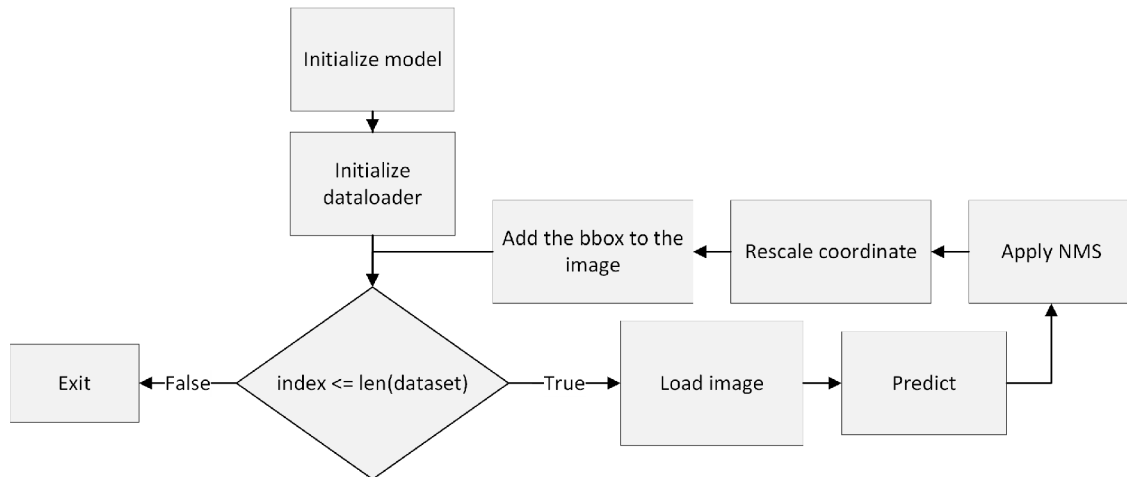 Initialize model
Initialize
dataloader
Add the bbox to the
image
Rescale coordinate
Apply NMS
Exit
False
index <= len(dataset)
True
Load image
Predict